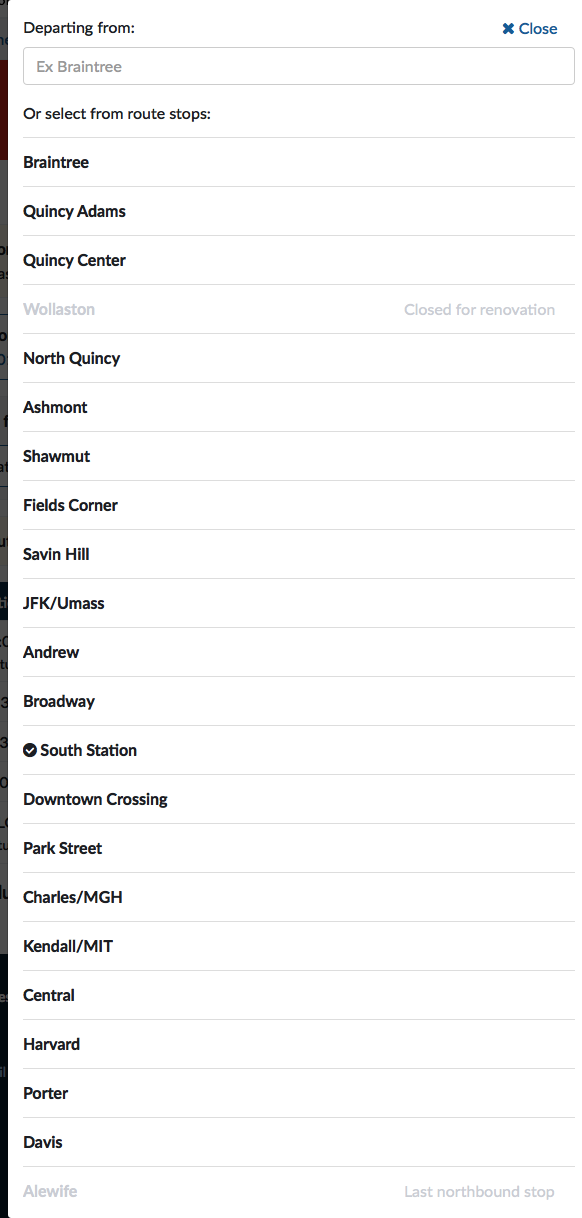 Departing from:
Close
Ex Braintree
Or select from route stops:
Braintree
Quincy Adams
Quincy Center
Wollaston Closed for renovation
North Quincy
Ashmont
Shawmut
Fields Corner
Savin Hill
JFK/Umass
Andrew
Broadway
South Station
Downtown Crossing
Park Street
Charles/MGH
Kendall/MIT
Central
Harvard
Porter
Davis
Alewife Last northbound stop